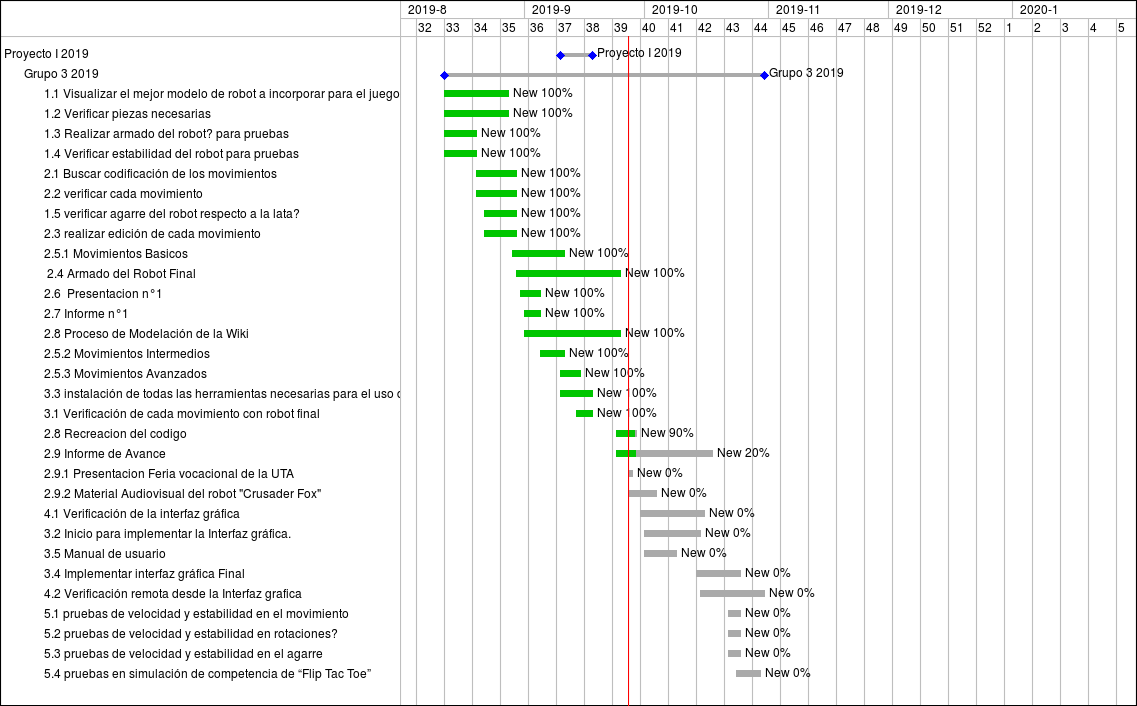 2019-8 2019-9 2019-10 2019-11 2019-12 2020-1
32 33 34 35 36 37 38 39 40 41 42 43 44 45 46 47 48 49 50 51 52 1 2 3 4 5
Proyecto I 2019 Proyecto I 2019
Grupo 3 2019 Grupo 3 2019
1.1 Visualizar el mejor modelo de robot a incorporar para el juego New 100%
1.2 Verificar piezas necesarias New 100%
1.3 Realizar armado del robot? para pruebas New 100%
1.4 Verificar estabilidad del robot para pruebas New 100%
2.1 Buscar codificación de los movimientos New 100%
2.2 verificar cada movimiento New 100%
1.5 verificar agarre del robot respecto a la lata? New 100%
2.3 realizar edición de cada movimiento New 100%
2.5.1 Movimientos Basicos New 100%
2.4 Armado del Robot Final New 100%
2.6 Presentacion n°1 New 100%
2.7 Informe n°1 New 100%
2.8 Proceso de Modelación de la Wiki New 100%
2.5.2 Movimientos Intermedios New 100%
2.5.3 Movimientos Avanzados New 100%
3.3 instalación de todas las herramientas necesarias para el uso New 100%
3.1 Verificación de cada movimiento con robot final New 100%
2.8 Recreacion del codigo New 90%
2.9 Informe de Avance New 20%
2.9.1 Presentacion Feria vocacional de la UTA New 0%
2.9.2 Material Audiovisual del robot "Crusader Fox" New 0%
4.1 Verificación de la interfaz gráfica New 0%
3.2 Inicio para implementar la Interfaz gráfica. New 0%
3.5 Manual de usuario New 0%
3.4 Implementar interfaz gráfica Final New 0%
4.2 Verificación remota desde la Interfaz grafica New 0%
5.1 pruebas de velocidad y estabilidad en el movimiento New 0%
5.2 pruebas de velocidad y estabilidad en rotaciones? New 0%
5.3 pruebas de velocidad y estabilidad en el agarre New 0%
5.4 pruebas en simulación de competencia de “Flip Tac Toe” New 0%